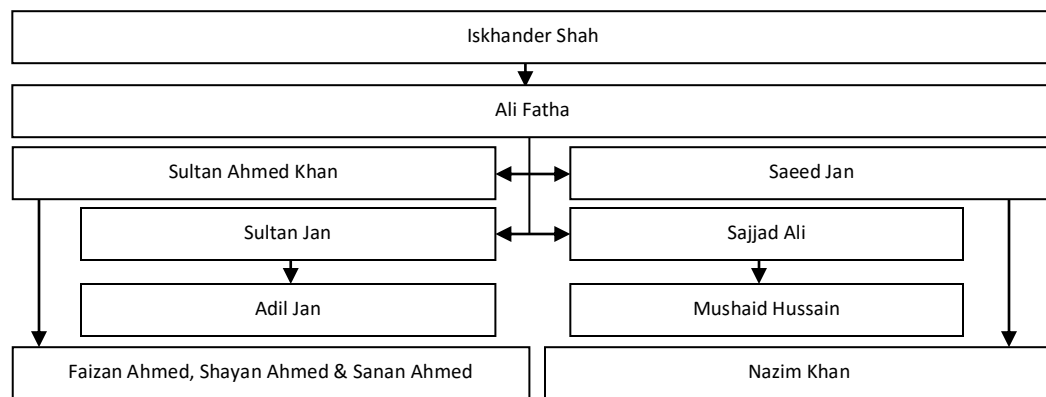 Iskhander Shah
Ali Fatha
Sultan Ahmed Khan
Saeed Jan
Sultan Jan
Sajjad Ali
Adil Jan
Mushaid Hussain
Faizan Ahmed, Shayan Ahmed & Sanan Ahmed
Nazim Khan